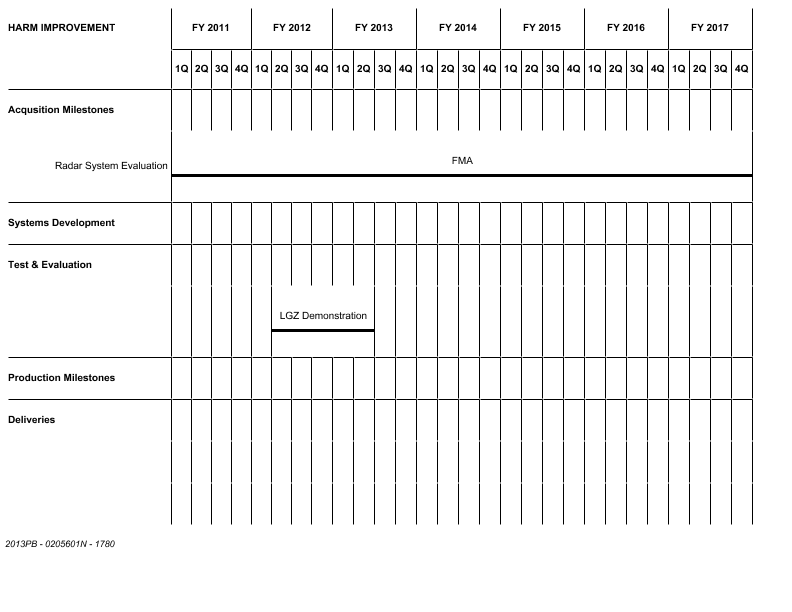 HARM IMPROVEMENT FY 2011 FY 2012 FY 2013 FY 2014 FY 2015 FY 2016 FY 2017
1Q 2Q 3Q 4Q 1Q 2Q 3Q 4Q 1Q 2Q 3Q 4Q 1Q 2Q 3Q 4Q 1Q 2Q 3Q 4Q 1Q 2Q 3Q 4Q 1Q 2Q 3Q 4Q
Acqusition Milestones
FMA
Radar System Evaluation
Systems Development
Test & Evaluation
LGZ Demonstration
Production Milestones
Deliveries
2013PB - 0205601N - 1780